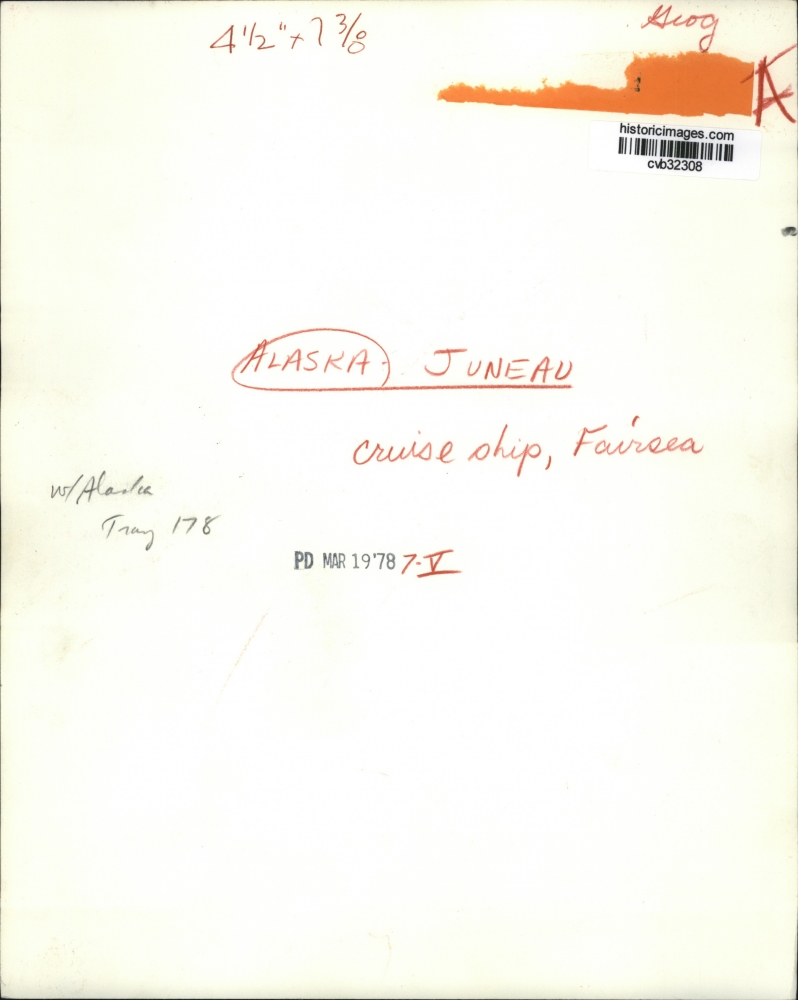 4 1/2" x 7 3/8
Geog
A
historicimages.com
cvb32308
ALASKA - JUNEAU
cruise ship, Fairsea
w/Alaska
Tray 178
PD MAR 19 '78 7-V